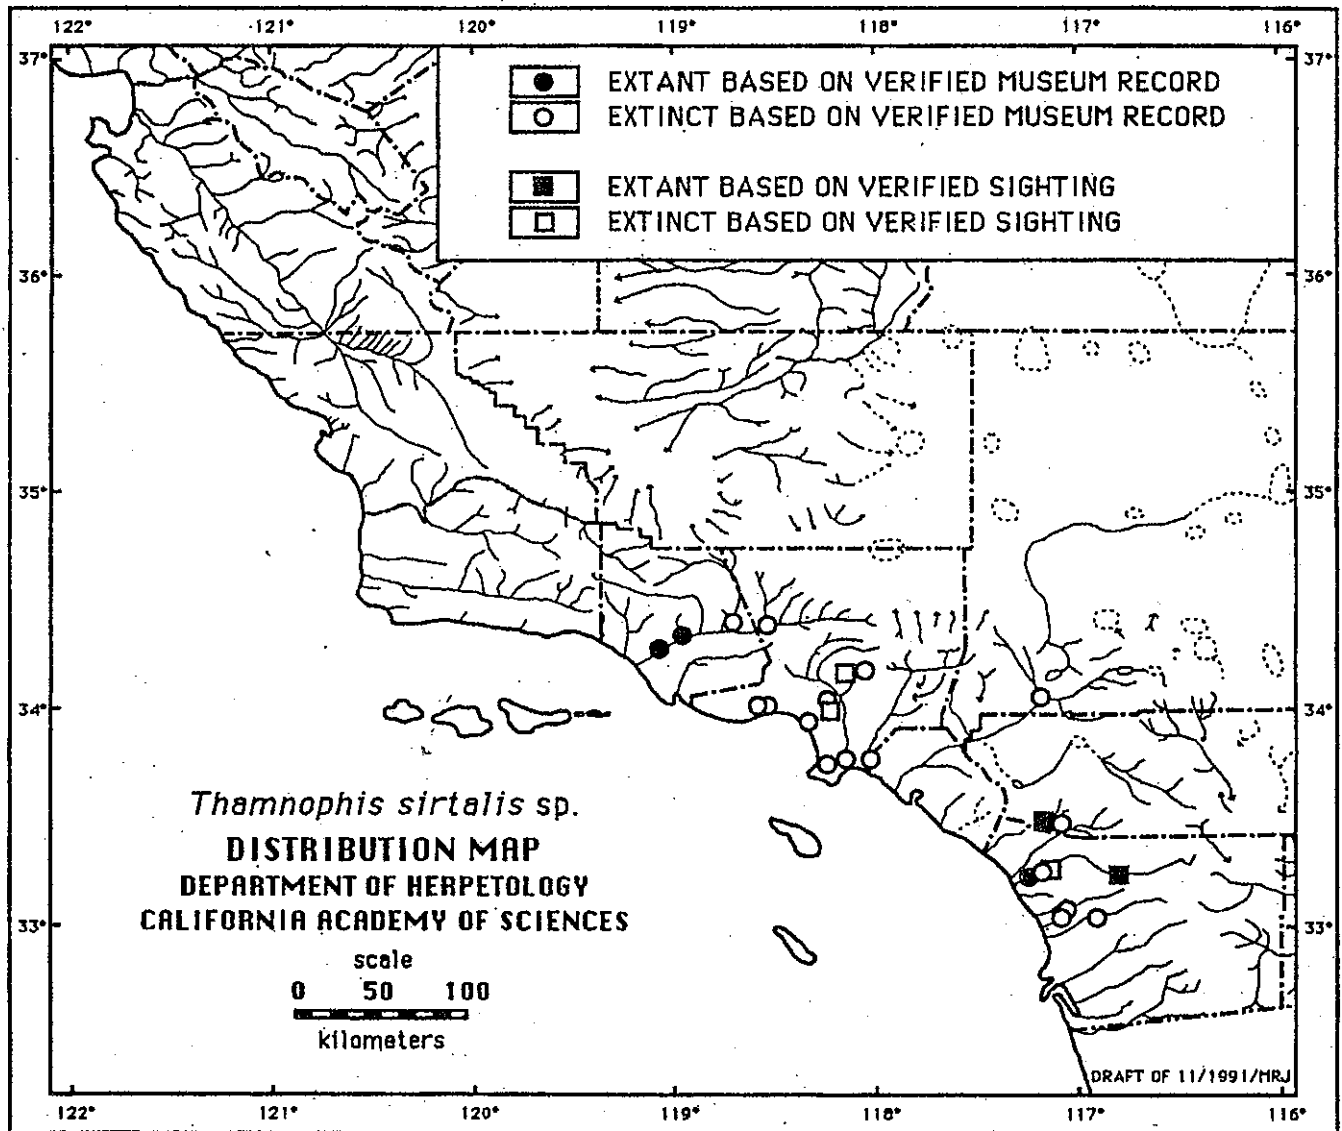 122° 121° 120° 119° 118° 117° 116°
37° 37°
EXTANT BASED ON VERIFIED MUSEUM RECORD
EXTINCT BASED ON VERIFIED MUSEUM RECORD
EXTANT BASED ON VERIFIED SIGHTING
EXTINCT BASED ON VERIFIED SIGHTING
36° 36°
35° 35°
34° 34°
Thamnophis sirtalis sp.
DISTRIBUTION MAP
DEPARTMENT OF HERPETOLOGY
CALIFORNIA ACADEMY OF SCIENCES
33° 33°
scale
0 50 100
kilometers
DRAFT OF 11/1991/MRJ
122° 121° 120° 119° 118° 117° 116°